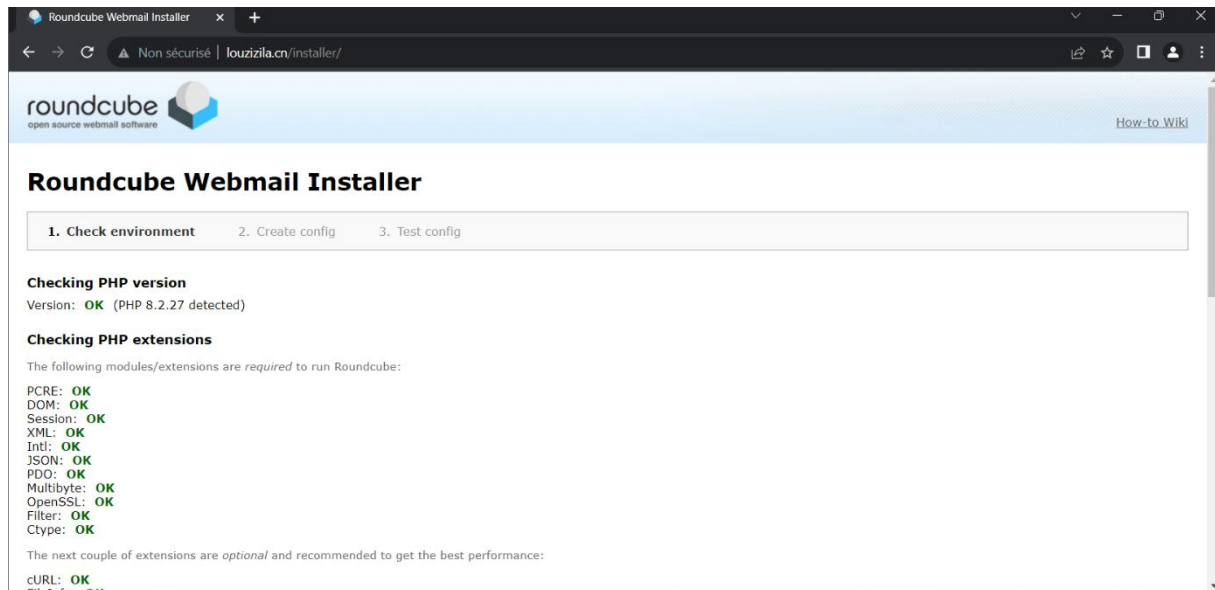 Roundcube Webmail Installer
Non sécurisé | louzizila.cn/installer/
roundcube
open source webmail software
How-to Wiki
Roundcube Webmail Installer
1. Check environment 2. Create config 3. Test config
Checking PHP version
Version: OK (PHP 8.2.27 detected)
Checking PHP extensions
The following modules/extensions are required to run Roundcube:
PCRE: OK
DOM: OK
Session: OK
XML: OK
Intl: OK
JSON: OK
PDO: OK
Multibyte: OK
OpenSSL: OK
Filter: OK
Ctype: OK
The next couple of extensions are optional and recommended to get the best performance:
cURL: OK